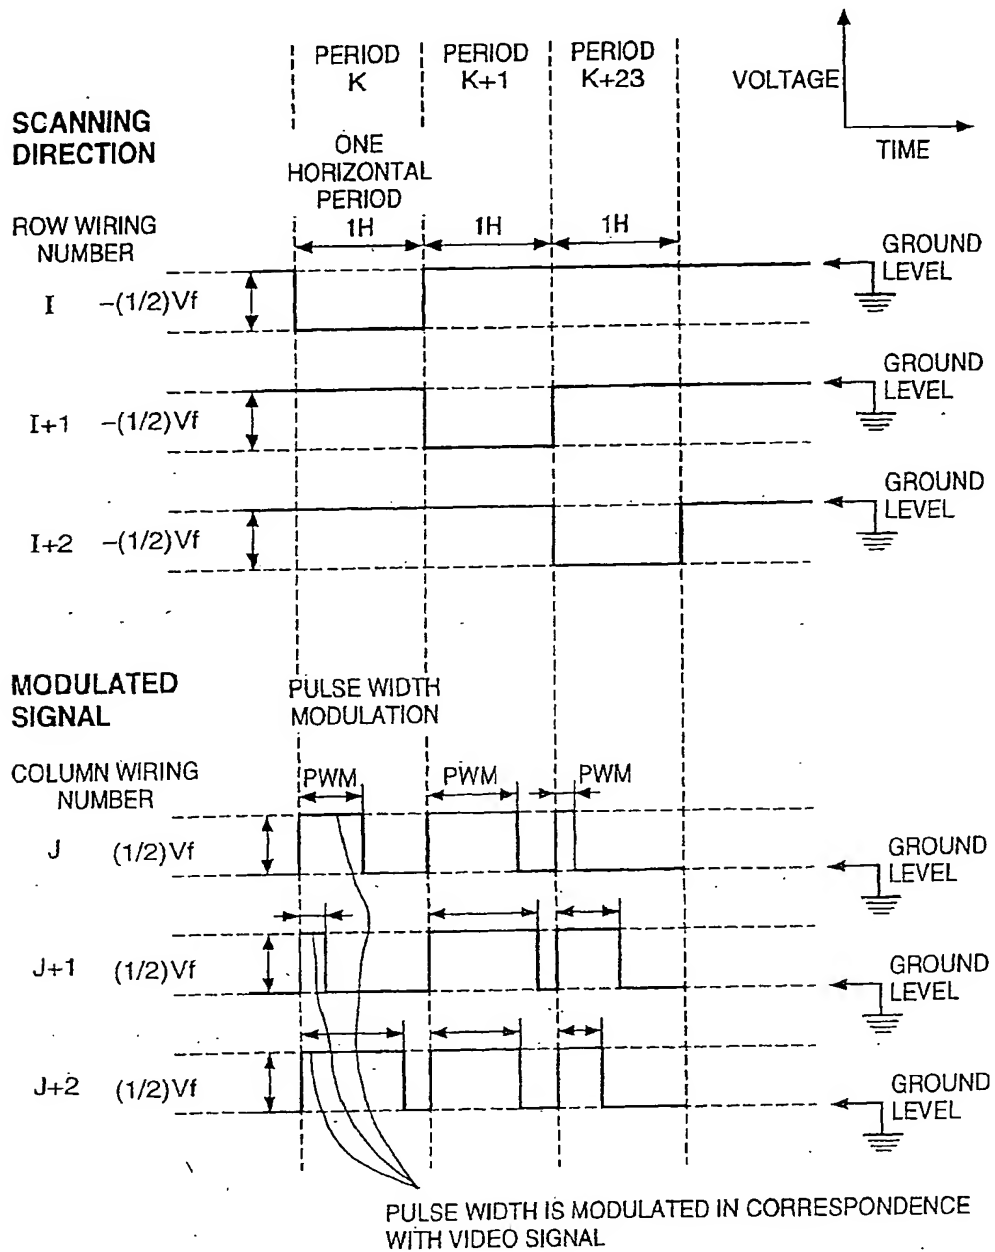 PERIOD K
PERIOD K+1
PERIOD K+23
VOLTAGE
TIME
SCANNING
DIRECTION
ONE
HORIZONTAL
PERIOD
ROW WIRING
NUMBER
1H
1H
1H
GROUND
LEVEL
I -(1/2)Vf
GROUND
LEVEL
I+1 -(1/2)Vf
GROUND
LEVEL
I+2 -(1/2)Vf
MODULATED
SIGNAL
PULSE WIDTH
MODULATION
COLUMN WIRING
NUMBER
PWM
PWM
PWM
J (1/2)Vf
GROUND
LEVEL
J+1 (1/2)Vf
GROUND
LEVEL
J+2 (1/2)Vf
GROUND
LEVEL
PULSE WIDTH IS MODULATED IN CORRESPONDENCE
WITH VIDEO SIGNAL